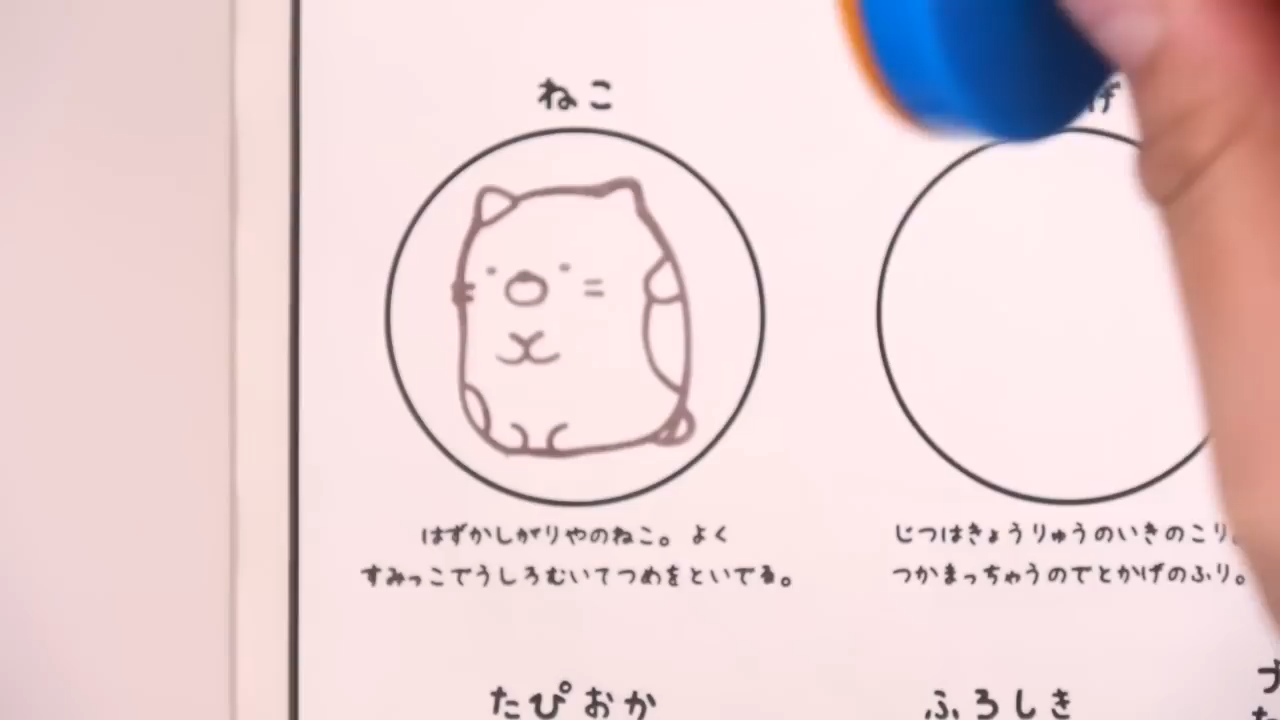 ねこ
はずかしがりやのねこ。よく
すみっこでうしろむいてつめをといでる。
げ
じつはきょうりゅうのいきのこり。
つかまっちゃうのでとかげのふり。
たぴおか
ふろしき